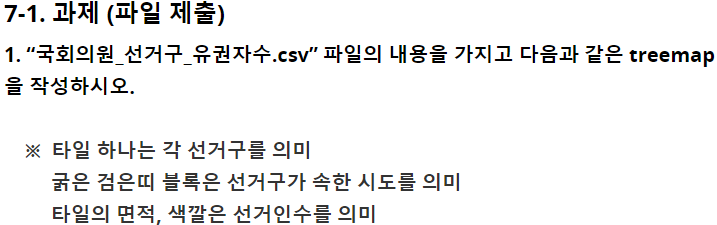 7-1. 과제 (파일 제출)
1. “국회의원_선거구_유권자수.csv” 파일의 내용을 가지고 다음과 같은 treemap
을 작성하시오.
※ 타일 하나는 각 선거구를 의미
굵은 검은띠 블록은 선거구가 속한 시도를 의미
타일의 면적, 색깔은 선거인수를 의미